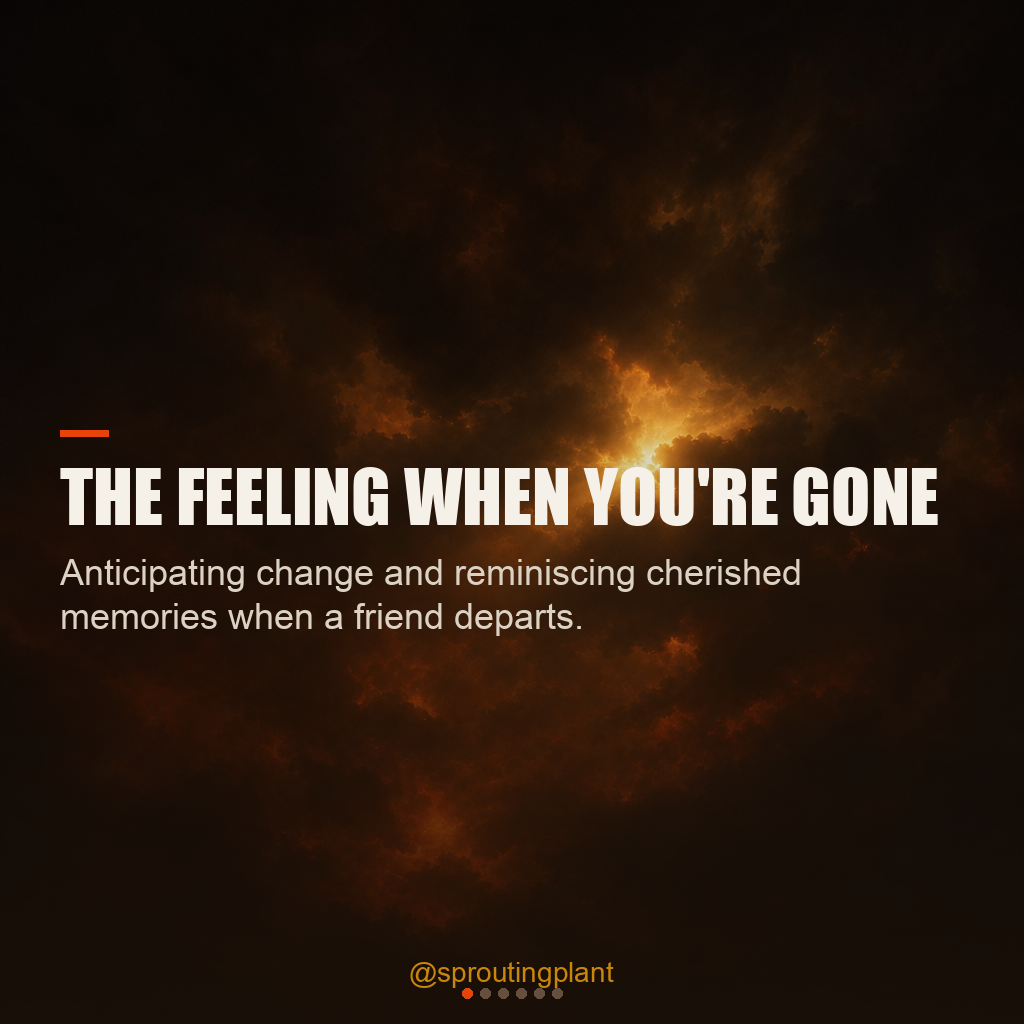 THE FEELING WHEN YOU'RE GONE
Anticipating change and reminiscing cherished
memories when a friend departs.
@sproutingplant